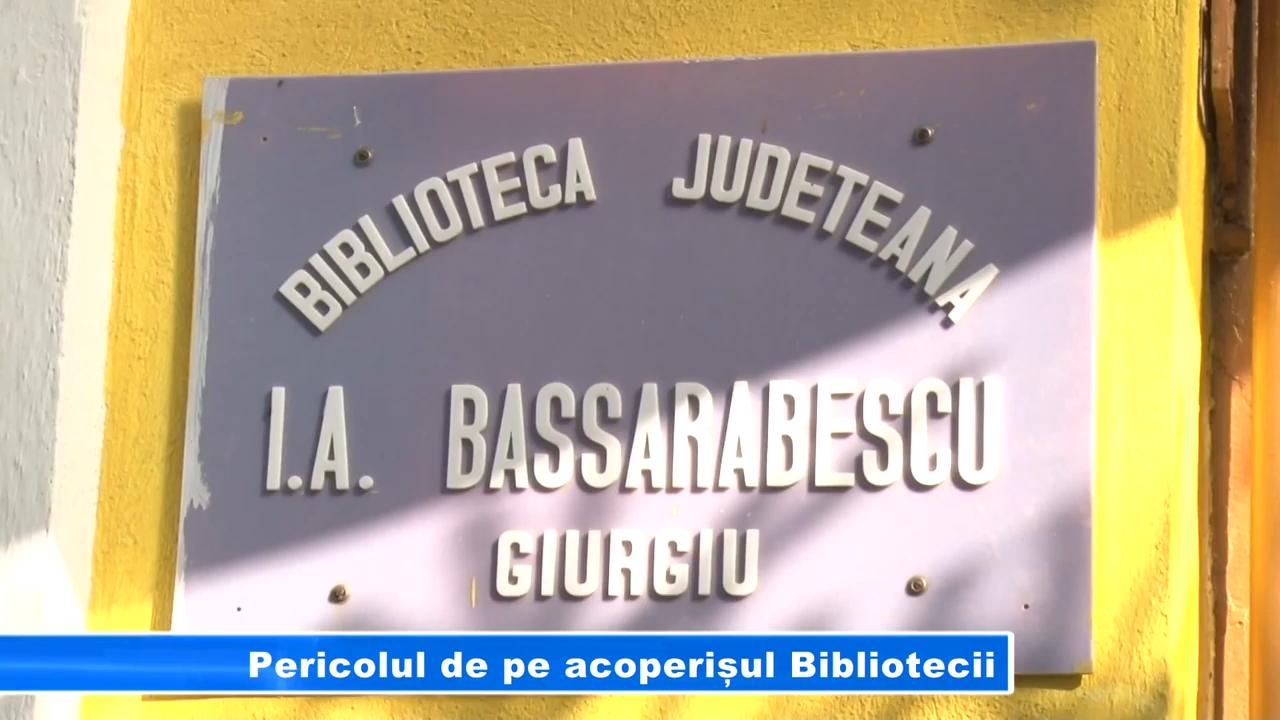 BIBLIOTECA JUDETEANA
I.A. BASSARABESCU
GIURGIU
Pericolul de pe acoperișul Bibliotecii